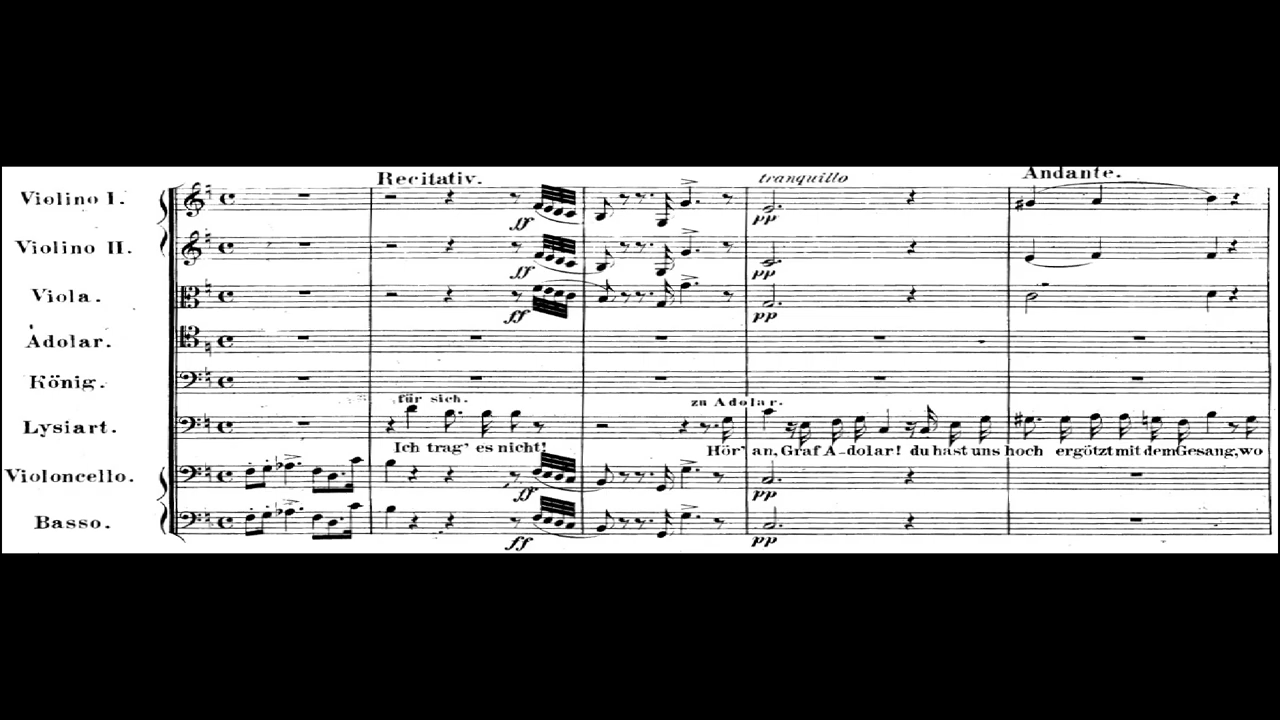 Recitativ.
tranquillo
Andante.
Violino I.
ff
pp
Violino II.
ff
pp
Viola.
ff
pp
Adolar.
König.
für sich.
zu Adolar.
Lysiart.
Ich trag' es nicht! Hör' an, Graf A-dolar! du hast uns hoch ergötzt mit dem Gesang, wo
Violoncello.
ff
pp
Basso.
ff
pp